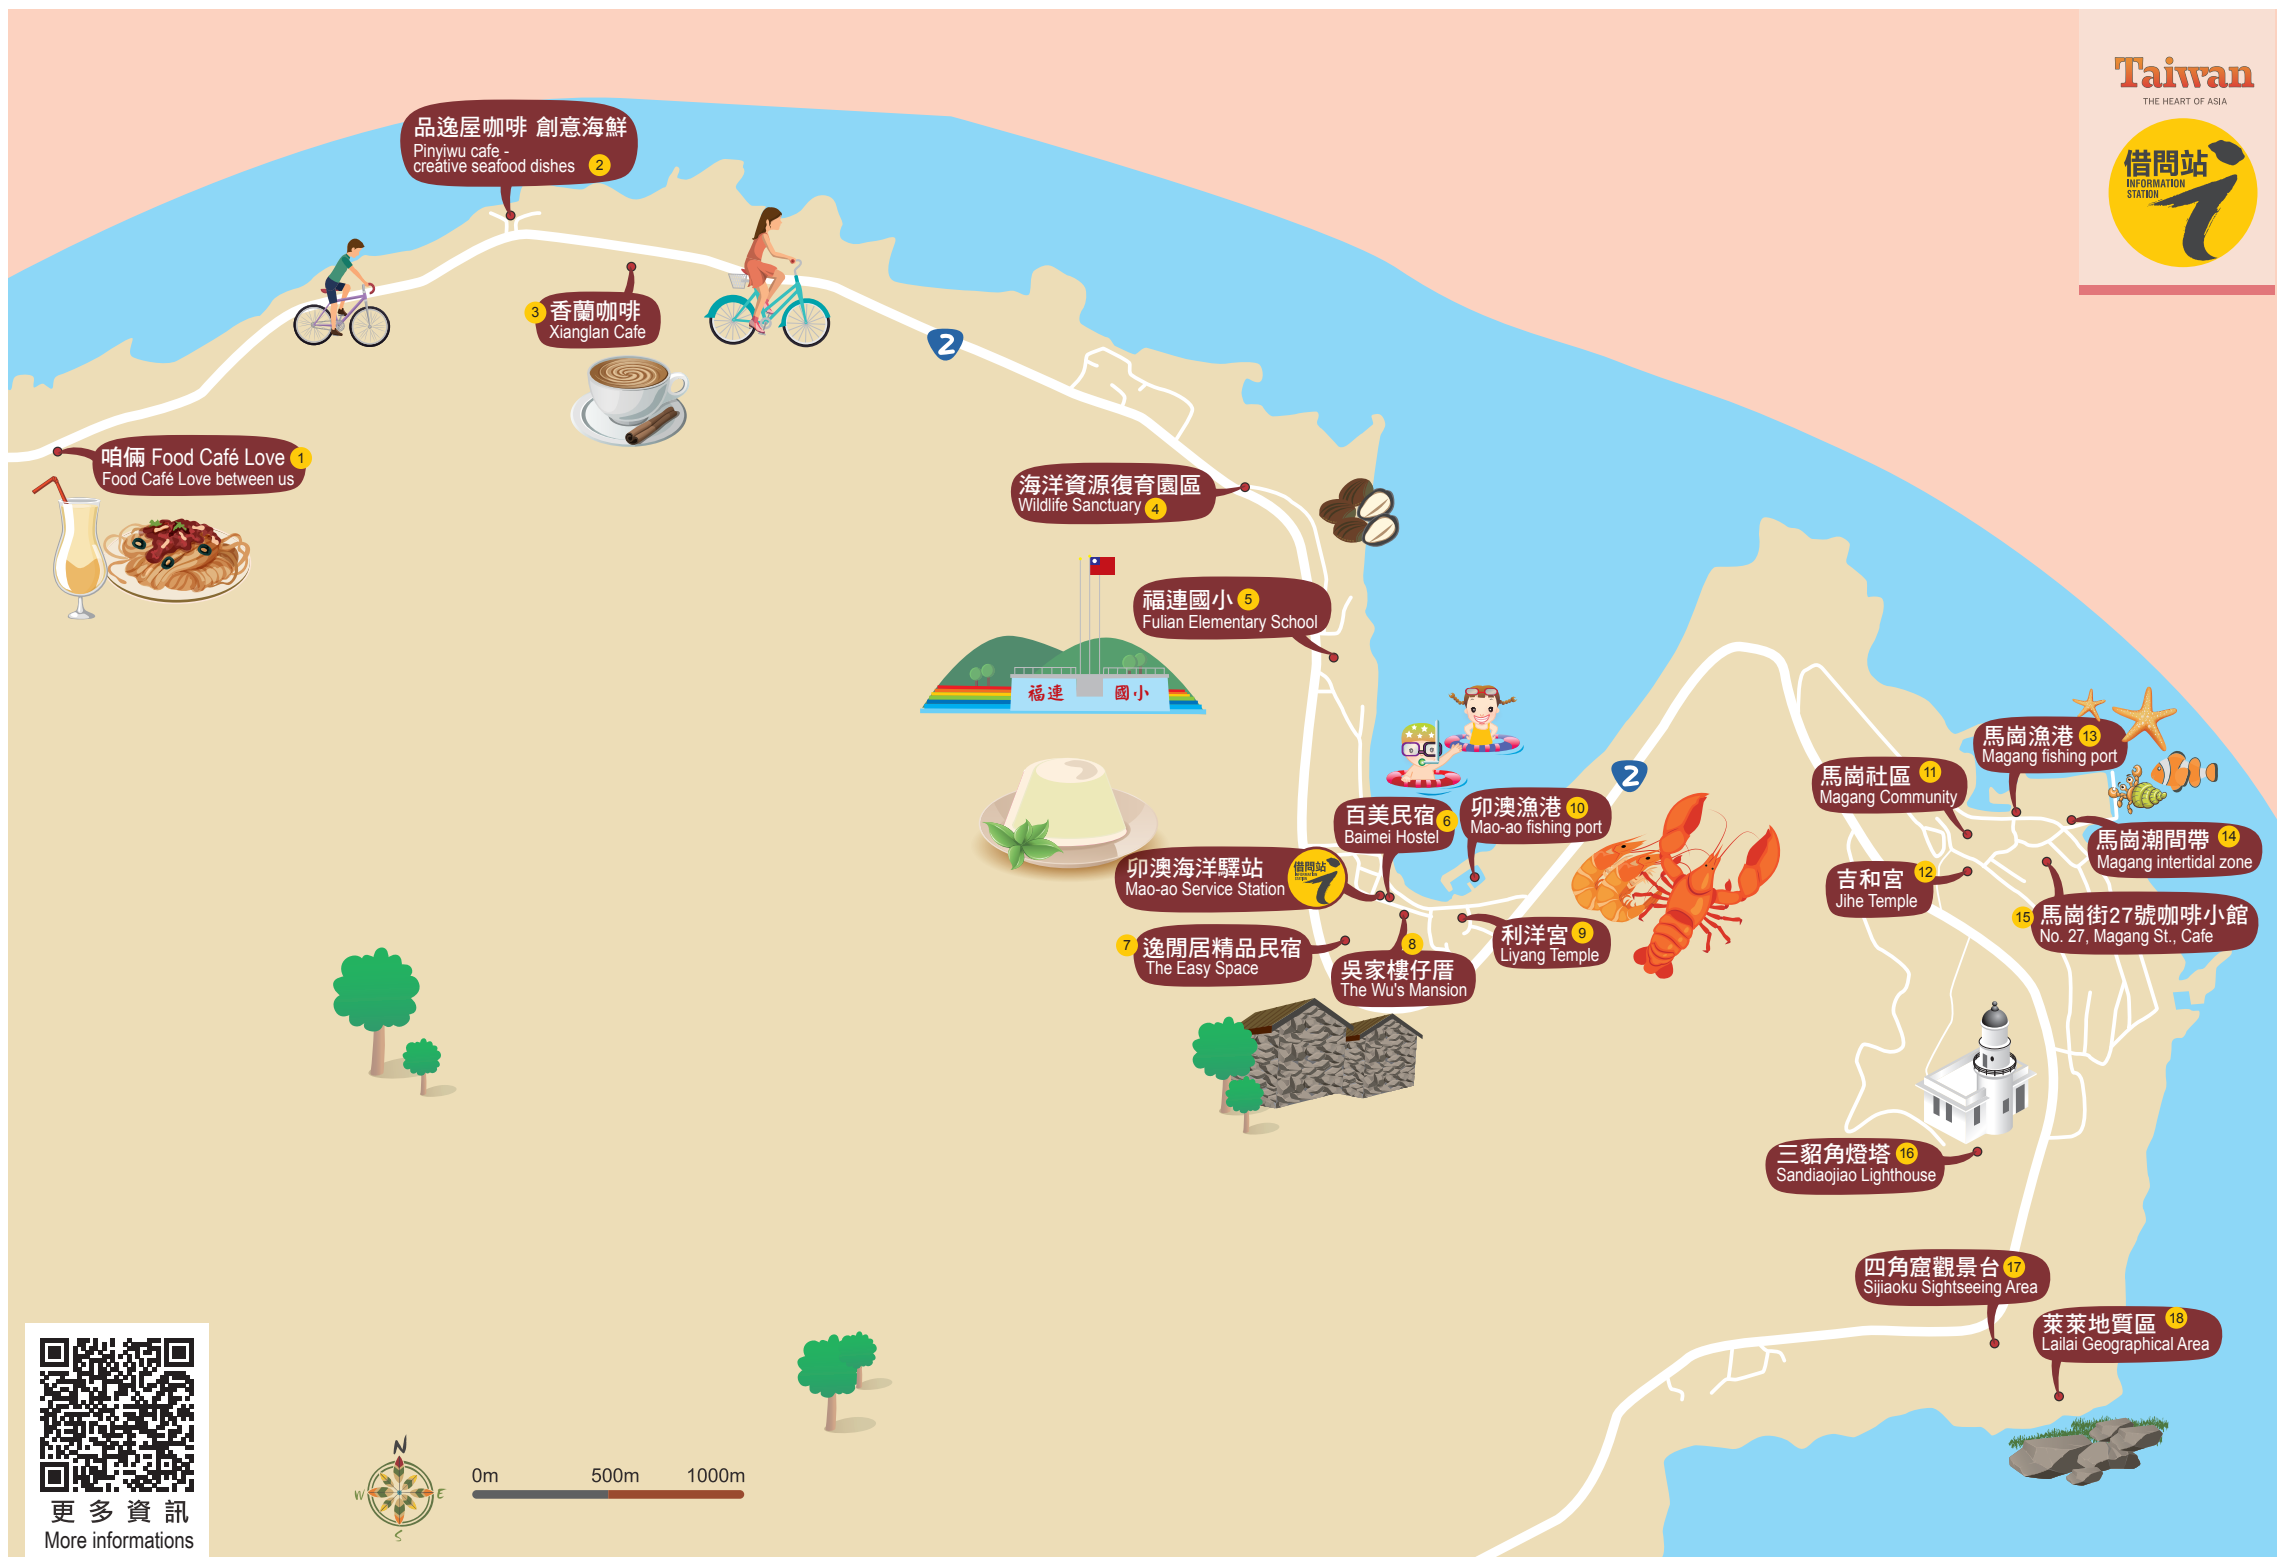 Taiwan
THE HEART OF ASIA
借問站
INFORMATION
STATION
品逸屋咖啡 創意海鮮
Pinyiwu cafe -
creative seafood dishes 2
3 香蘭咖啡
Xianglan Cafe
2
咱倆 Food Café Love 1
Food Café Love between us
海洋資源復育園區
Wildlife Sanctuary 4
福連國小 5
Fulian Elementary School
福連 國小
百美民宿 6
Baimei Hostel
卯澳漁港 10
Mao-ao fishing port
2
卯澳海洋驛站
Mao-ao Service Station
借問站
7 逸閒居精品民宿
The Easy Space
8
吳家樓仔厝
The Wu's Mansion
利洋宮 9
Liyang Temple
馬崗社區 11
Magang Community
馬崗漁港 13
Magang fishing port
馬崗潮間帶 14
Magang intertidal zone
吉和宮 12
Jihe Temple
15 馬崗街27號咖啡小館
No. 27, Magang St., Cafe
三貂角燈塔 16
Sandiaojiao Lighthouse
四角窟觀景台 17
Sijiaoku Sightseeing Area
萊萊地質區 18
Lailai Geographical Area
更多資訊
More informations
N
W E
S
0m 500m 1000m